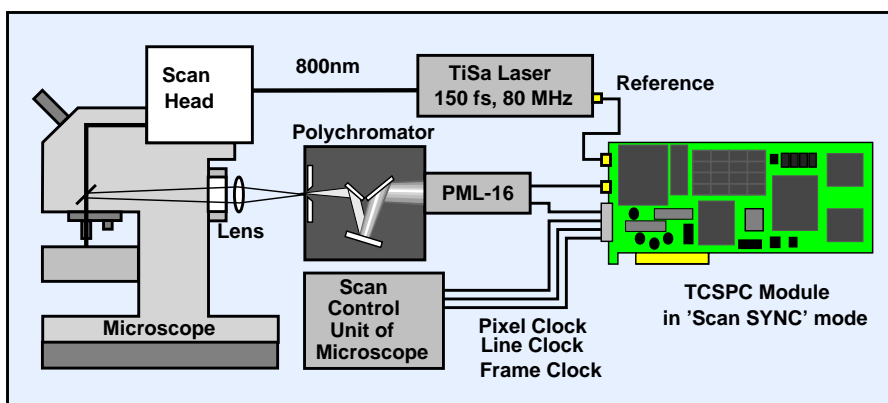 Scan
Head
800nm
TiSa Laser
150 fs, 80 MHz
Reference
Polychromator
PML-16
Lens
Scan
Control
Unit of
Microscope
Microscope
Pixel Clock
Line Clock
Frame Clock
TCSPC Module
in ’Scan SYNC’ mode